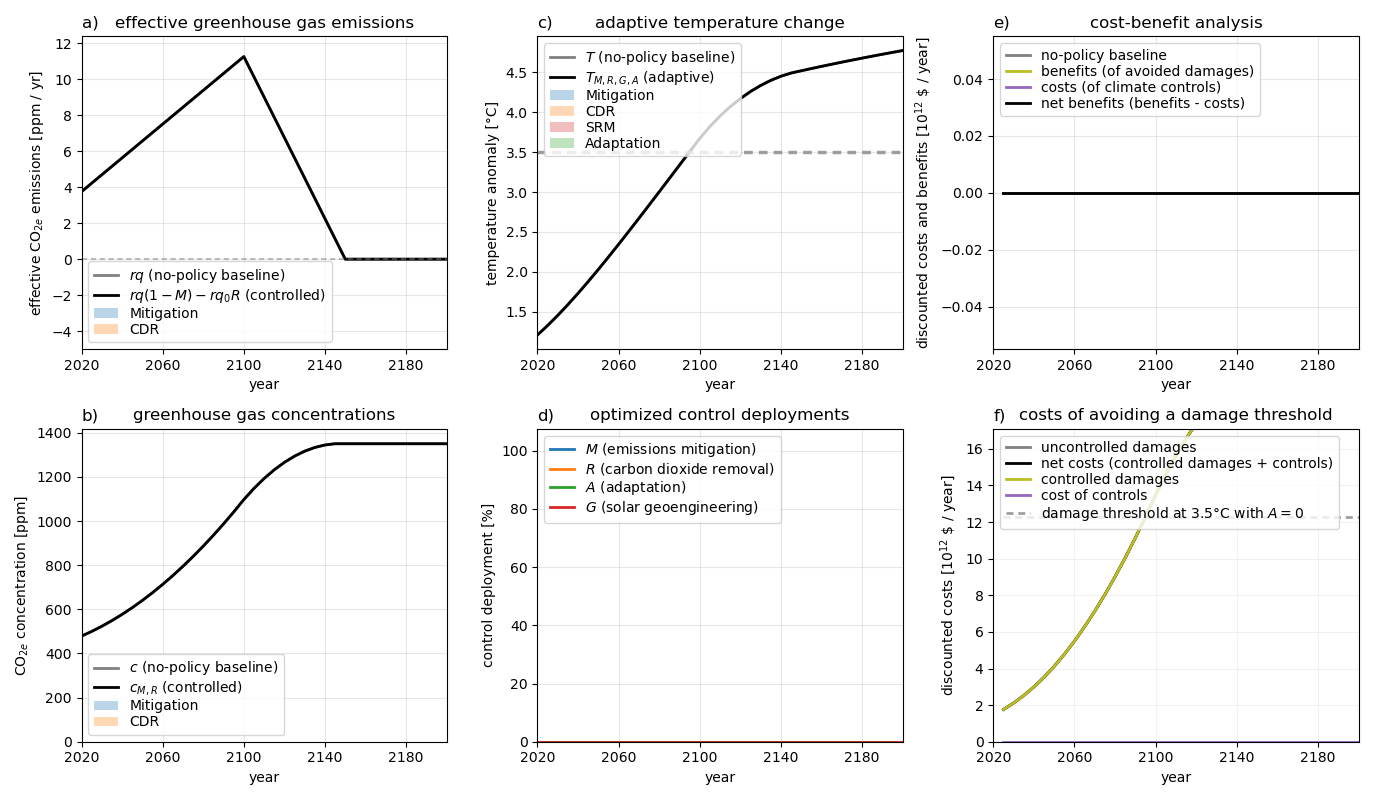 a) effective greenhouse gas emissions
12
10
8
6
4
2
0
−2
−4
effective CO2e emissions [ppm / yr]
rq (no-policy baseline)
rq(1 − M) − rq0R (controlled)
Mitigation
CDR
2020 2060 2100 2140 2180
year
c) adaptive temperature change
4.5
4.0
3.5
3.0
2.5
2.0
1.5
temperature anomaly [°C]
T (no-policy baseline)
TM,R,G,A (adaptive)
Mitigation
CDR
SRM
Adaptation
2020 2060 2100 2140 2180
year
e) cost-benefit analysis
0.04
0.02
0.00
−0.02
−0.04
discounted costs and benefits [10¹² $ / year]
no-policy baseline
benefits (of avoided damages)
costs (of climate controls)
net benefits (benefits - costs)
2020 2060 2100 2140 2180
year
b) greenhouse gas concentrations
1400
1200
1000
800
600
400
200
0
CO2e concentration [ppm]
c (no-policy baseline)
cM,R (controlled)
Mitigation
CDR
2020 2060 2100 2140 2180
year
d) optimized control deployments
100
80
60
40
20
0
control deployment [%]
M (emissions mitigation)
R (carbon dioxide removal)
A (adaptation)
G (solar geoengineering)
2020 2060 2100 2140 2180
year
f) costs of avoiding a damage threshold
16
14
12
10
8
6
4
2
0
discounted costs [10¹² $ / year]
uncontrolled damages
net costs (controlled damages + controls)
controlled damages
cost of controls
damage threshold at 3.5°C with A = 0
2020 2060 2100 2140 2180
year